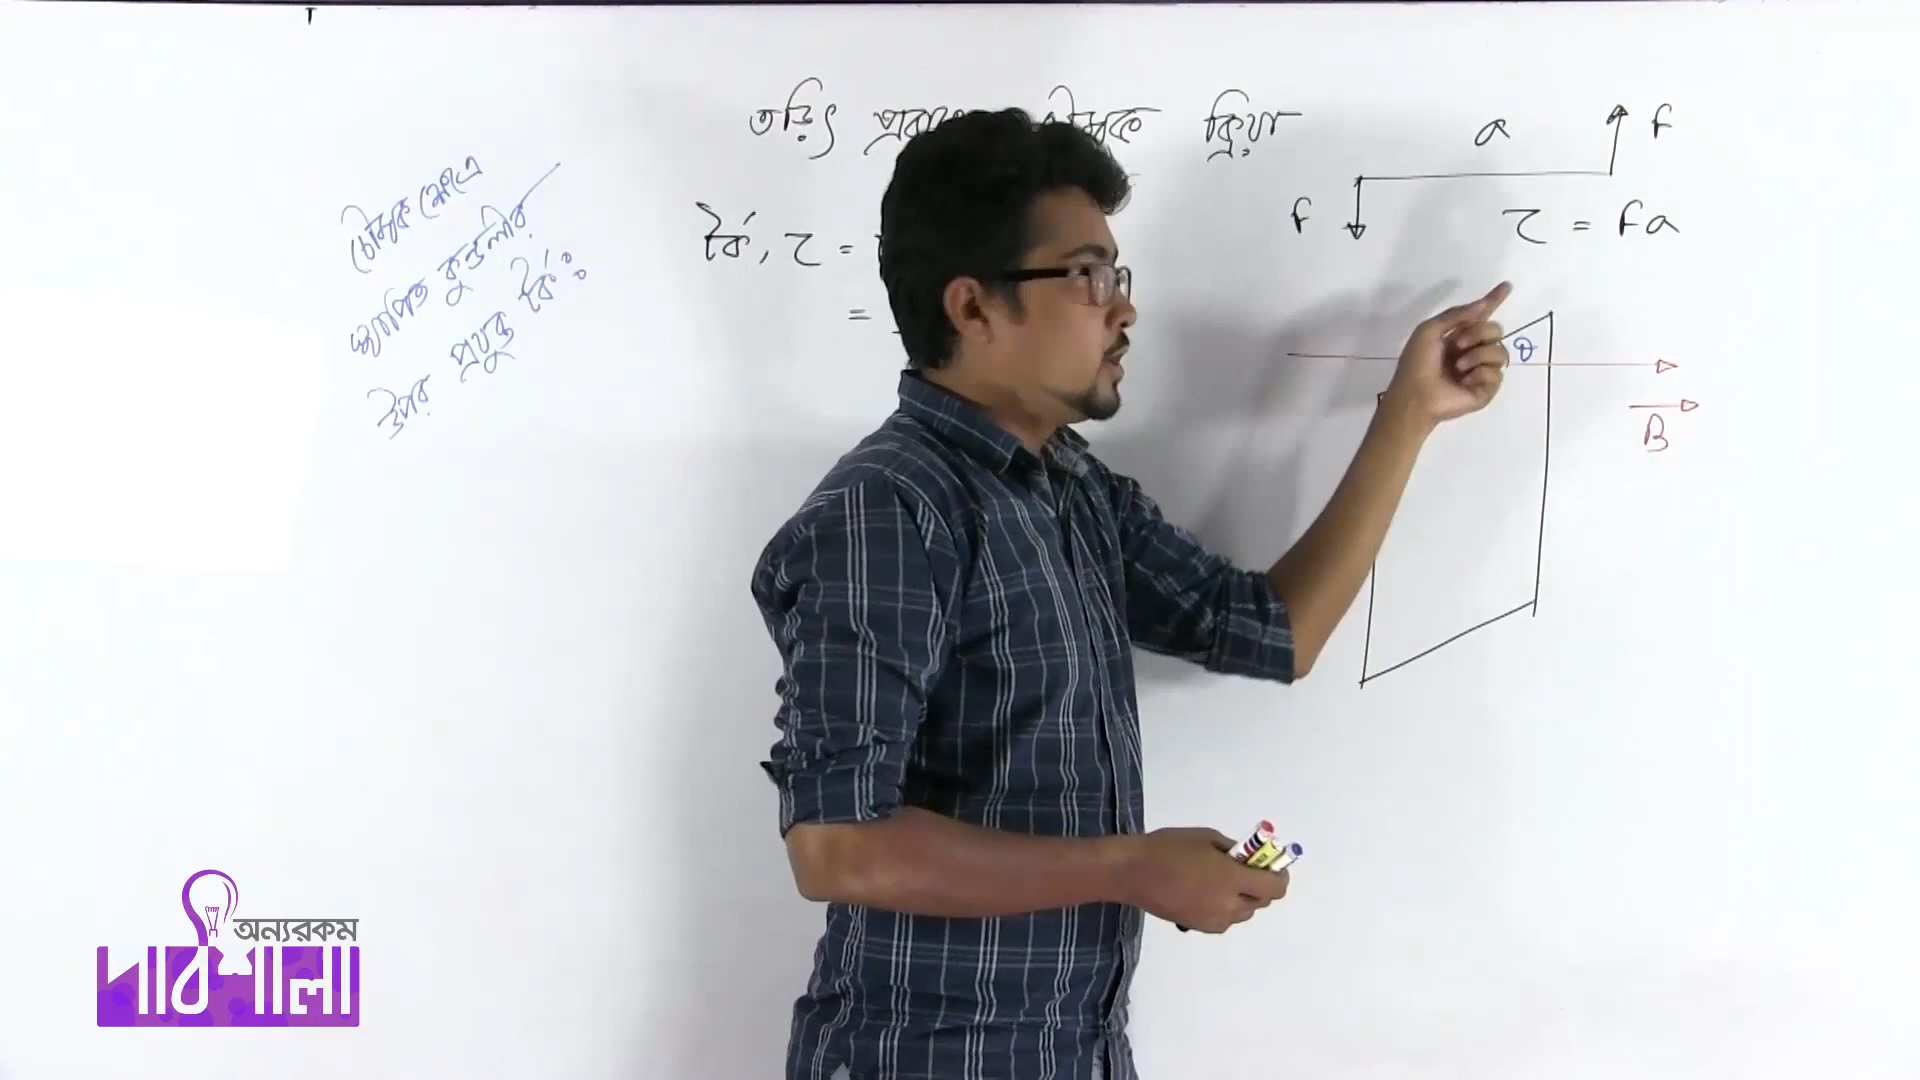 তড়িৎ ক্রিয়া
চৌম্বক ক্ষেত্রে
স্থাপিত কুন্ডলীর
উপর প্রযুক্ত টর্ক ঃ
টর্ক, τ =
=
a
F
F
τ = Fa
θ
B
অন্যরকম
পাঠশালা